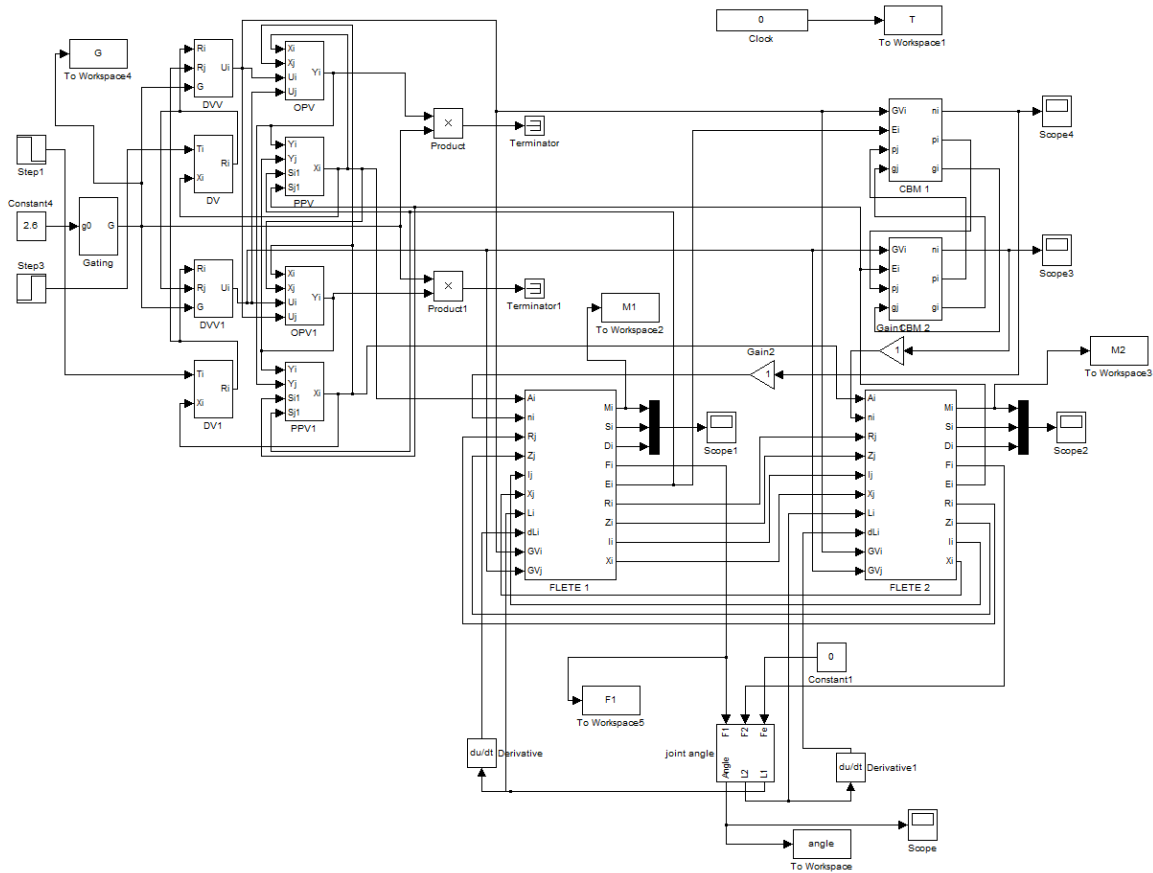 0
Clock
T
To Workspace1
G
To Workspace4
Ri
Rj
G
Ui
DVV
Xi
Xj
Ui
Uj
Yi
OPV
Step1
Ti
Xi
Ri
DV
Yi
Yj
Si1
Sj1
Xi
PPV
×
Product
Terminator
GVi
Ei
pj
gj
ni
pi
gi
CBM 1
Scope4
Constant4
2.6
g0
G
Gating
Step3
Ri
Rj
G
Ui
DVV1
Xi
Xj
Ui
Uj
Yi
OPV1
×
Product1
Terminator1
GVi
Ei
pj
gj
ni
pi
gi
CBM 2
Scope3
M1
To Workspace2
Gain1
1
Gain2
1
M2
To Workspace3
Ti
Xi
Ri
DV1
Yi
Yj
Si1
Sj1
Xi
PPV1
Ai
ni
Rj
Zj
Ij
Xj
Li
dLi
GVi
GVj
Mi
Si
Di
Fi
Ei
Ri
Zi
Ii
Xi
FLETE 1
Scope1
Ai
ni
Rj
Zj
Ij
Xj
Li
dLi
GVi
GVj
Mi
Si
Di
Fi
Ei
Ri
Zi
Ii
Xi
FLETE 2
Scope2
0
Constant1
F1
To Workspace5
du/dt
Derivative
joint angle
F1
F2
Fe
Angle
L2
L1
du/dt
Derivative1
Scope
angle
To Workspace